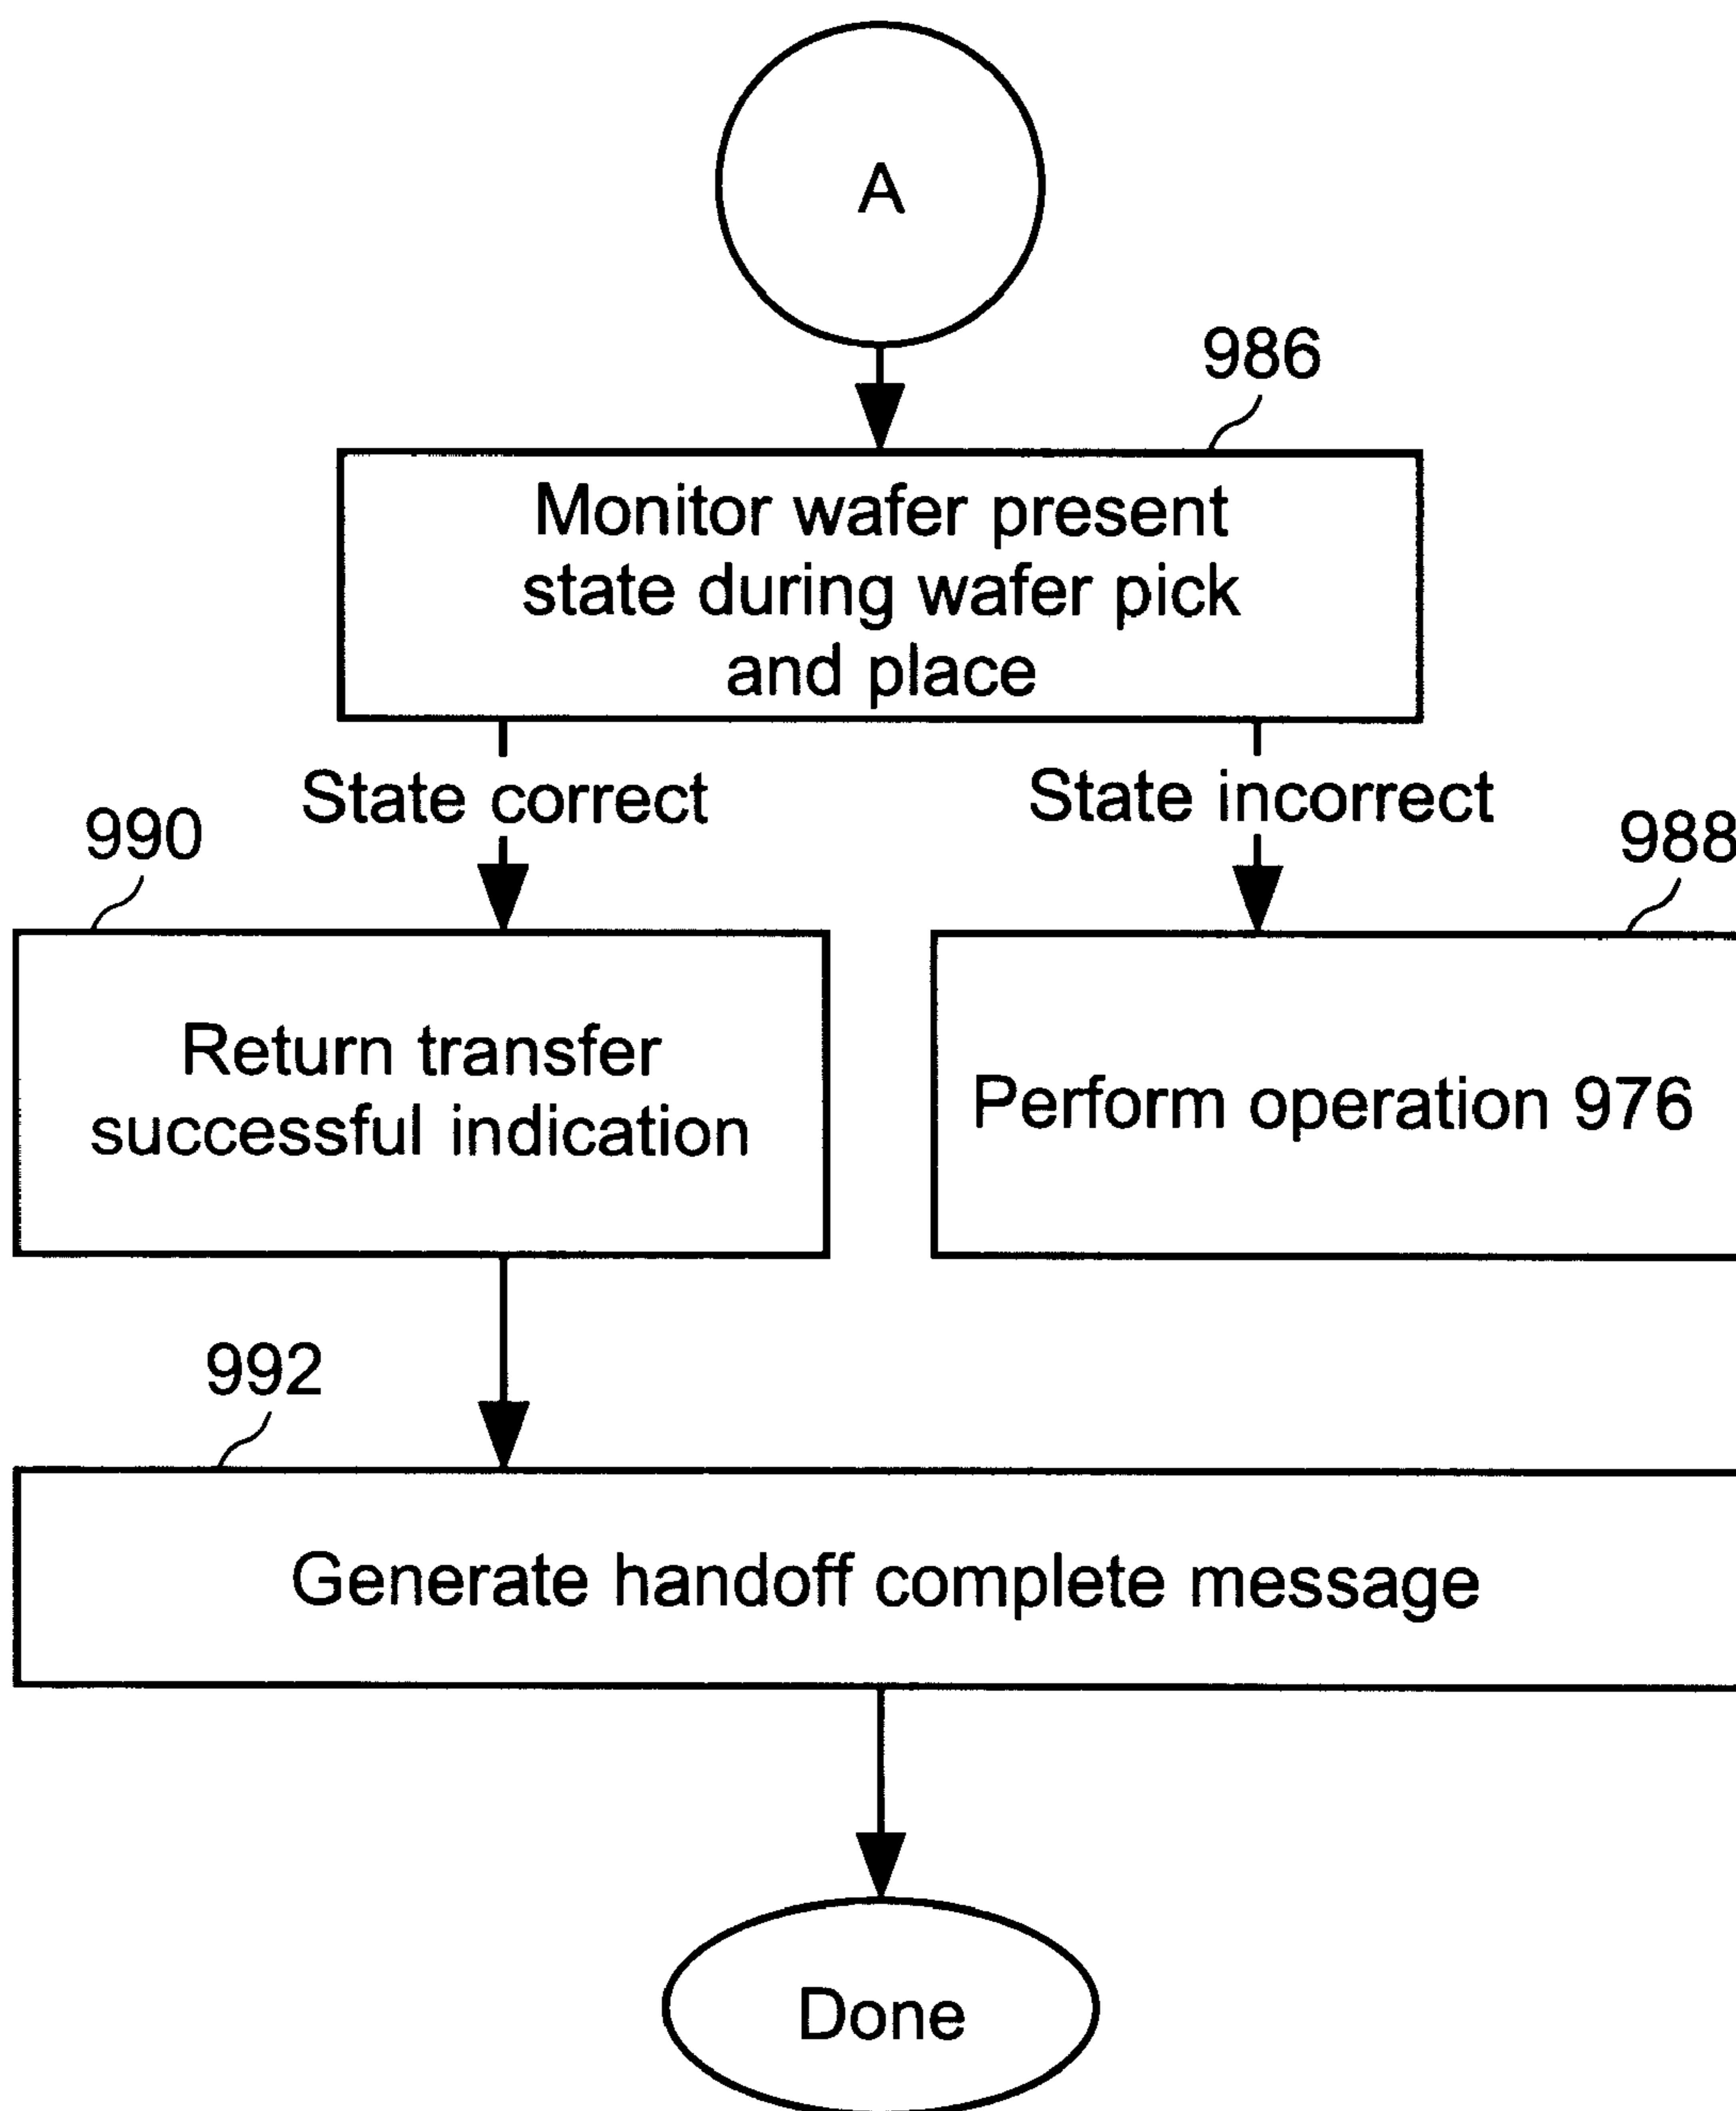 A
986
Monitor wafer present
state during wafer pick
and place
State correct
State incorrect
990
988
Return transfer
successful indication
Perform operation 976
992
Generate handoff complete message
Done